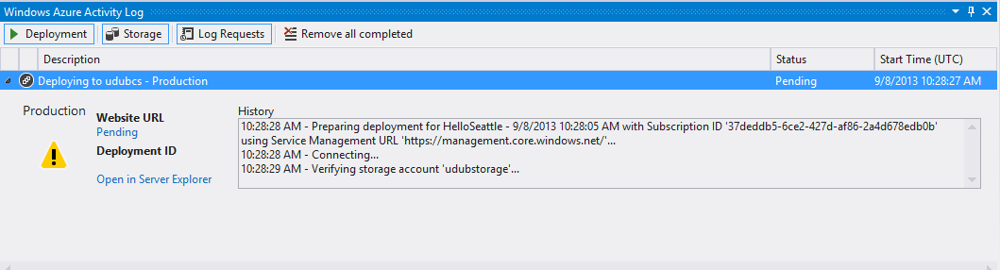 Windows Azure Activity Log
Deployment Storage Log Requests Remove all completed
Description Status Start Time (UTC)
Deploying to udubcs - Production Pending 9/8/2013 10:28:27 AM
Production
Website URL
Pending
Deployment ID
Open in Server Explorer
History
10:28:28 AM - Preparing deployment for HelloSeattle - 9/8/2013 10:28:05 AM with Subscription ID '37deddb5-6ce2-427d-af86-2a4d678edb0b'
using Service Management URL 'https://management.core.windows.net/'...
10:28:28 AM - Connecting...
10:28:29 AM - Verifying storage account 'udubstorage'...